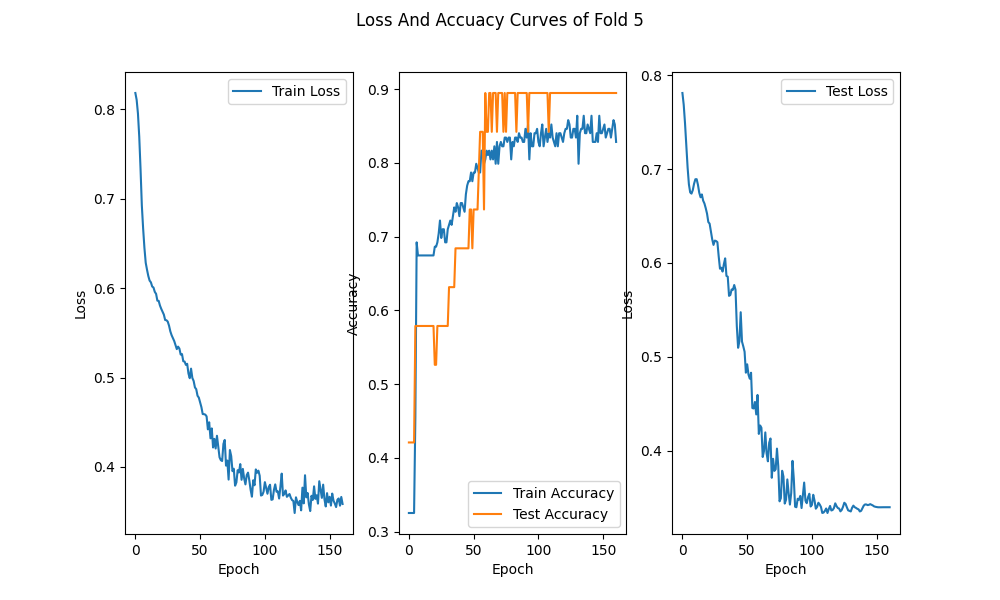 Loss And Accuacy Curves of Fold 5
Train Loss
0.8
0.7
0.6
0.5
0.4
Loss
0 50 100 150
Epoch
0.9
0.8
0.7
0.6
0.5
0.4
0.3
Accuracy
Train Accuracy
Test Accuracy
0 50 100 150
Epoch
Test Loss
0.8
0.7
0.6
0.5
0.4
Loss
0 50 100 150
Epoch